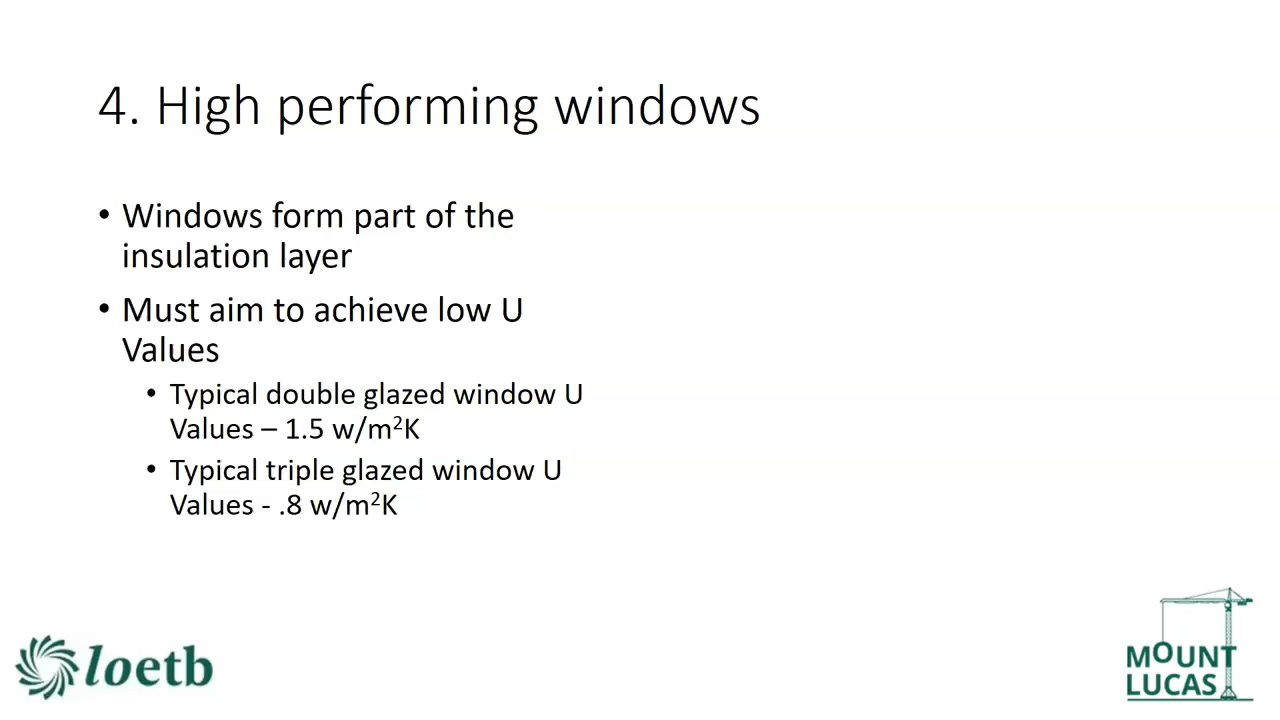 4. High performing windows
• Windows form part of the
insulation layer
• Must aim to achieve low U
Values
• Typical double glazed window U
Values – 1.5 w/m²K
• Typical triple glazed window U
Values - .8 w/m²K
loetb
MOUNT
LUCAS